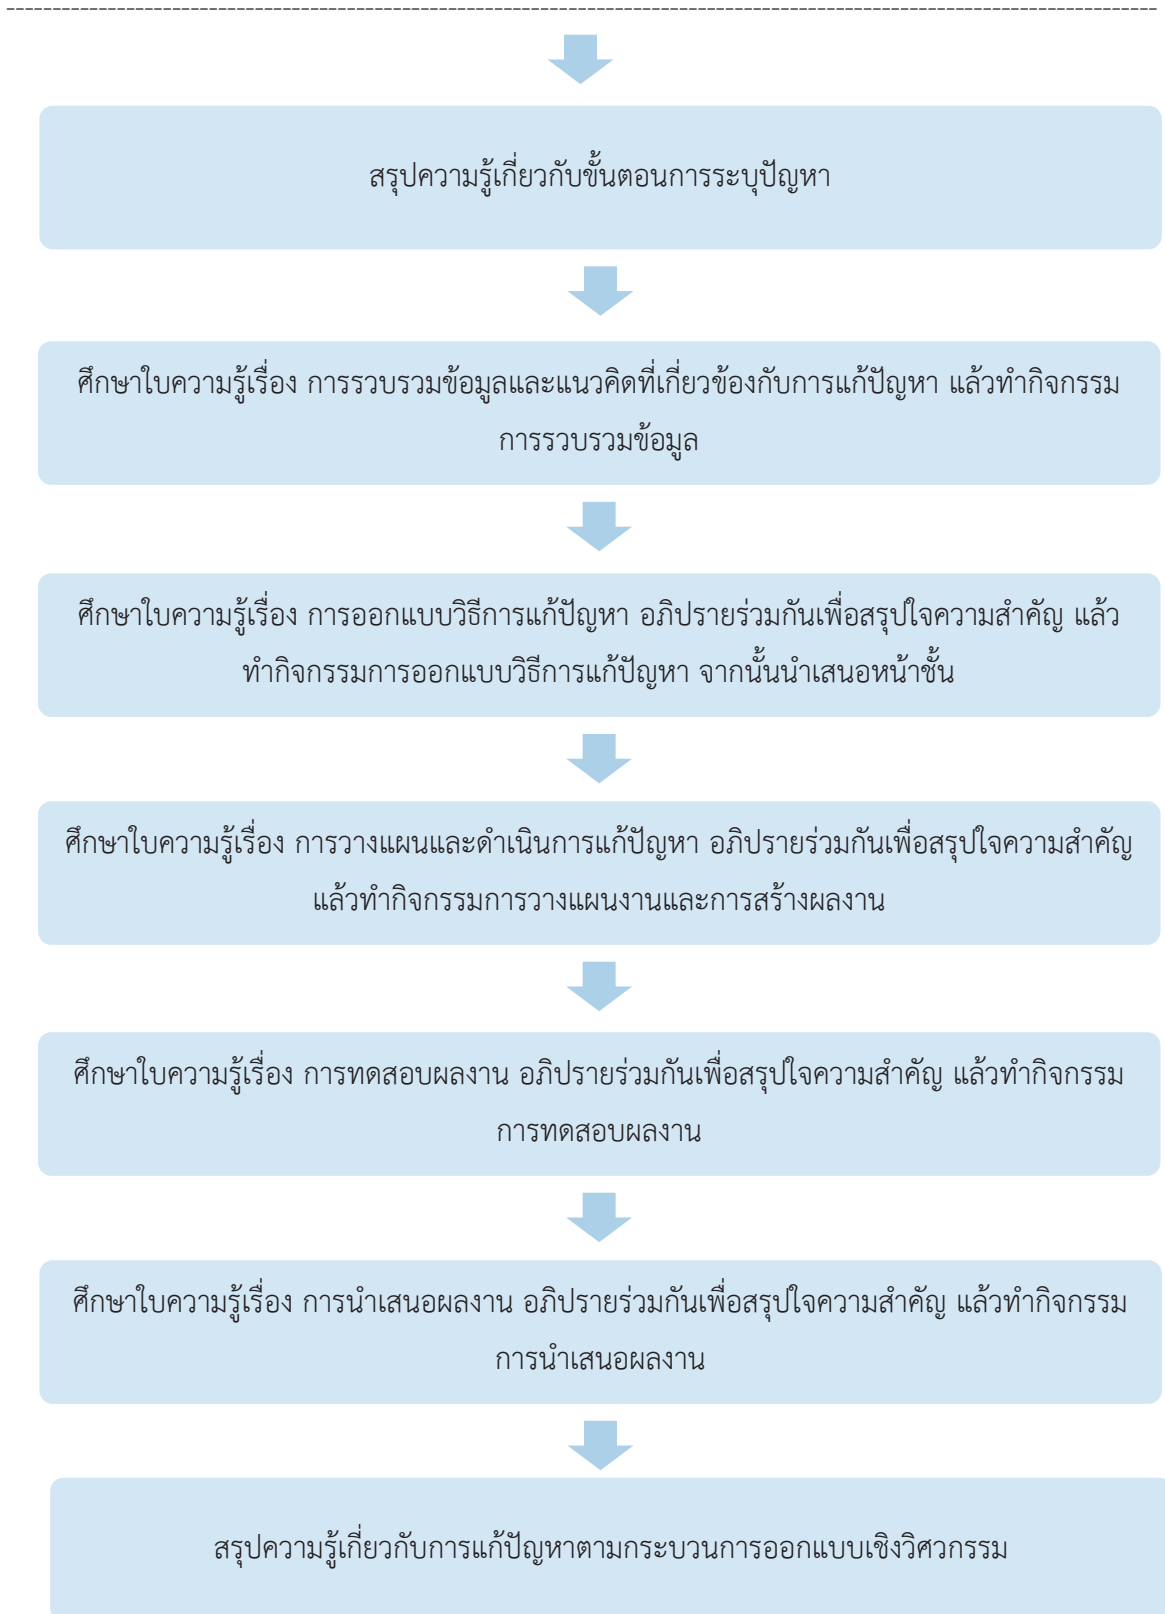 สรุปความรู้เกี่ยวกับขั้นตอนการระบุปัญหา
ศึกษาใบความรู้เรื่อง การรวบรวมข้อมูลและแนวคิดที่เกี่ยวข้องกับการแก้ปัญหา แล้วทำกิจกรรม
การรวบรวมข้อมูล
ศึกษาใบความรู้เรื่อง การออกแบบวิธีการแก้ปัญหา อภิปรายร่วมกันเพื่อสรุปใจความสำคัญ แล้ว
ทำกิจกรรมการออกแบบวิธีการแก้ปัญหา จากนั้นนำเสนอหน้าชั้น
ศึกษาใบความรู้เรื่อง การวางแผนและดำเนินการแก้ปัญหา อภิปรายร่วมกันเพื่อสรุปใจความสำคัญ
แล้วทำกิจกรรมการวางแผนงานและการสร้างผลงาน
ศึกษาใบความรู้เรื่อง การทดสอบผลงาน อภิปรายร่วมกันเพื่อสรุปใจความสำคัญ แล้วทำกิจกรรม
การทดสอบผลงาน
ศึกษาใบความรู้เรื่อง การนำเสนอผลงาน อภิปรายร่วมกันเพื่อสรุปใจความสำคัญ แล้วทำกิจกรรม
การนำเสนอผลงาน
สรุปความรู้เกี่ยวกับการแก้ปัญหาตามกระบวนการออกแบบเชิงวิศวกรรม